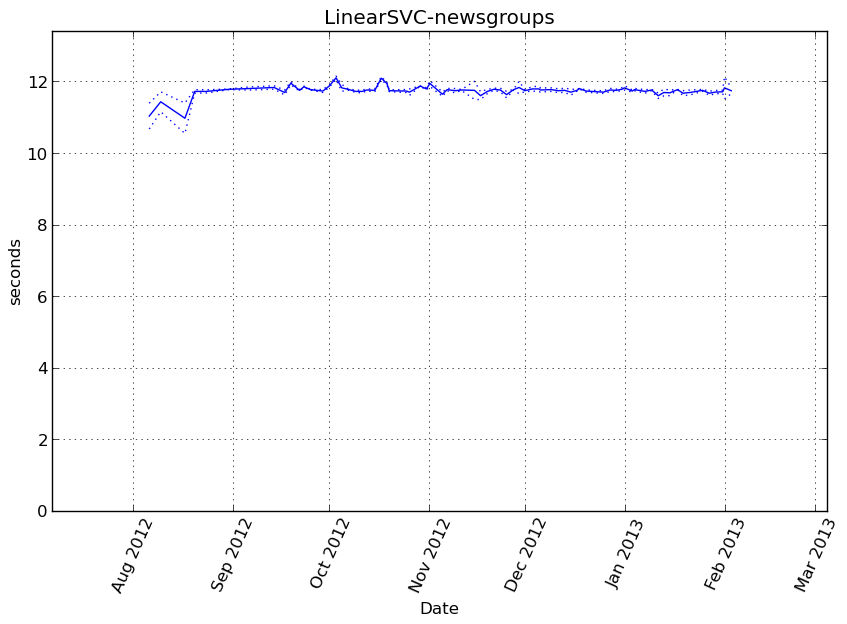 LinearSVC-newsgroups
12
10
8
6
4
2
0
seconds
Aug 2012
Sep 2012
Oct 2012
Nov 2012
Dec 2012
Jan 2013
Feb 2013
Mar 2013
Date